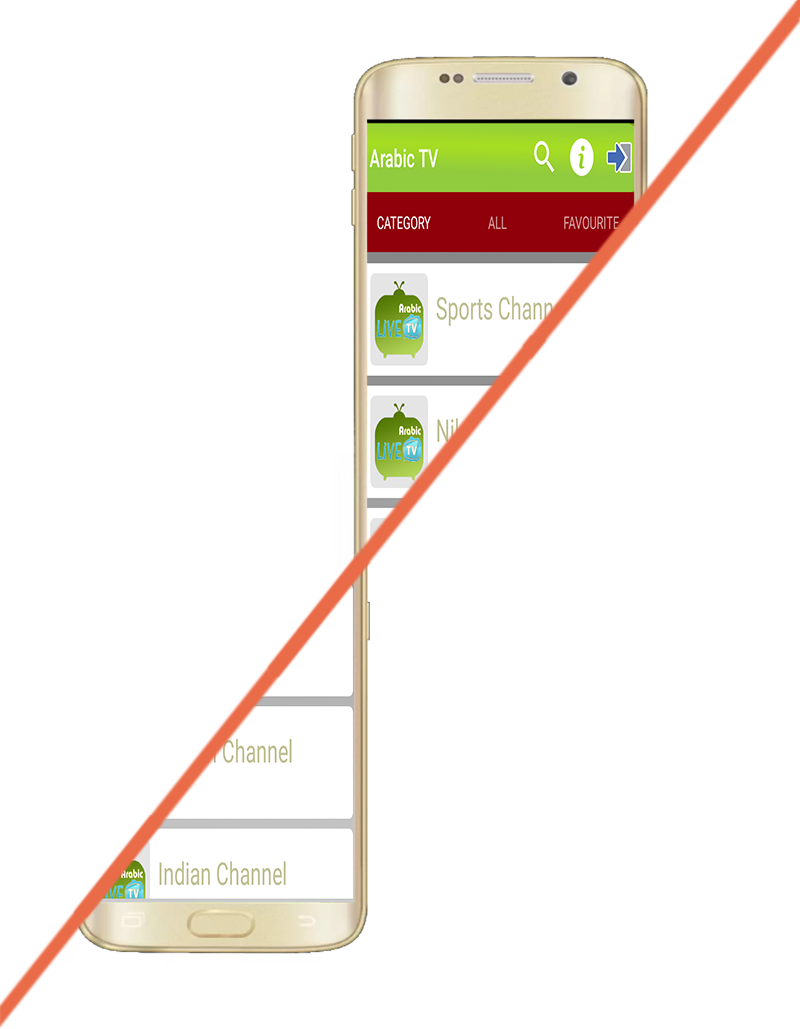 Arabic TV
CATEGORY ALL FAVOURITE
Arabic
LIVE TV
Sports Chann
Arabic
LIVE TV
Channel
Arabic
LIVE TV
Indian Channel